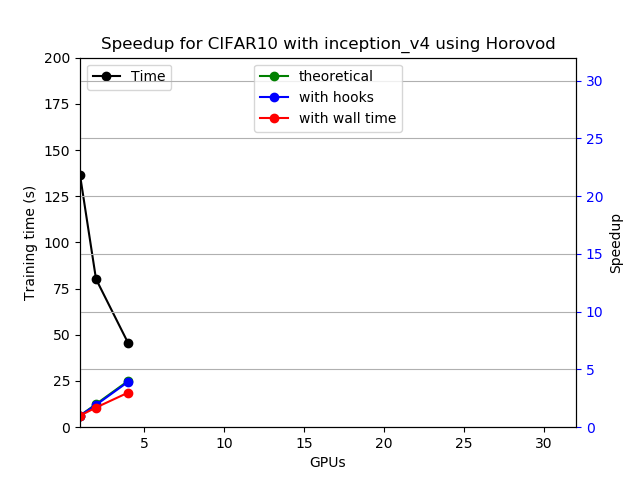 Speedup for CIFAR10 with inception_v4 using Horovod
Time
theoretical
with hooks
with wall time
Training time (s)
200
175
150
125
100
75
50
25
0
30
25
20
15
10
5
0
Speedup
5
10
15
20
25
30
GPUs